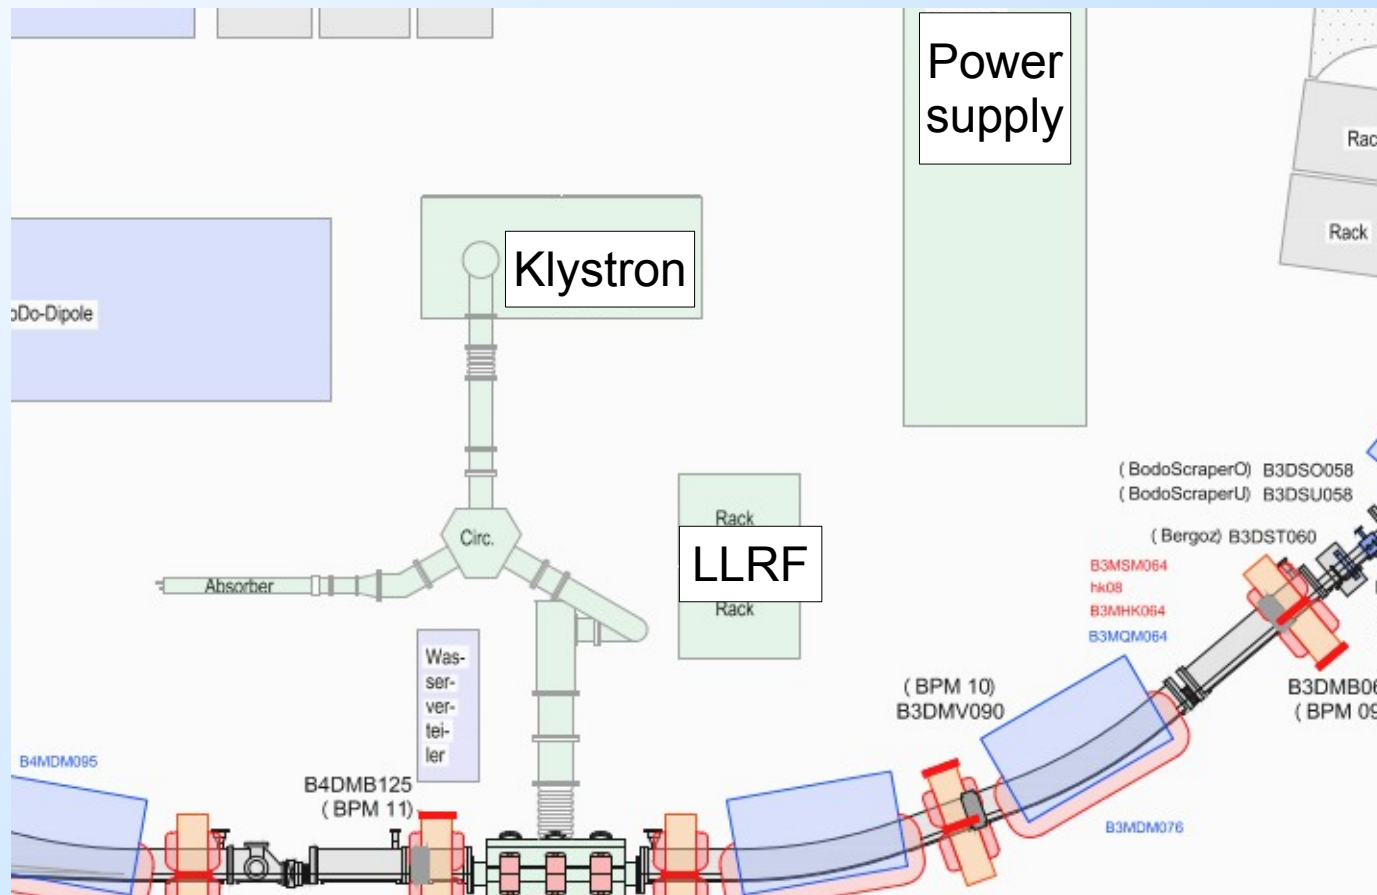 Power
supply
Rack
Klystron
oDo-Dipole
Rack
LLRF
Rack
Circ.
Absorber
Was-
ser-
ver-
tei-
ler
( BodoScraperO) B3DSO058
( BodoScraperU) B3DSU058
( Bergoz) B3DST060
B3MSM064
hk08
B3MHK064
B3MQM064
( BPM 10)
B3DMV090
B3DMB06
( BPM 09
B4MDM095
B4DMB125
( BPM 11)
B3MDM076